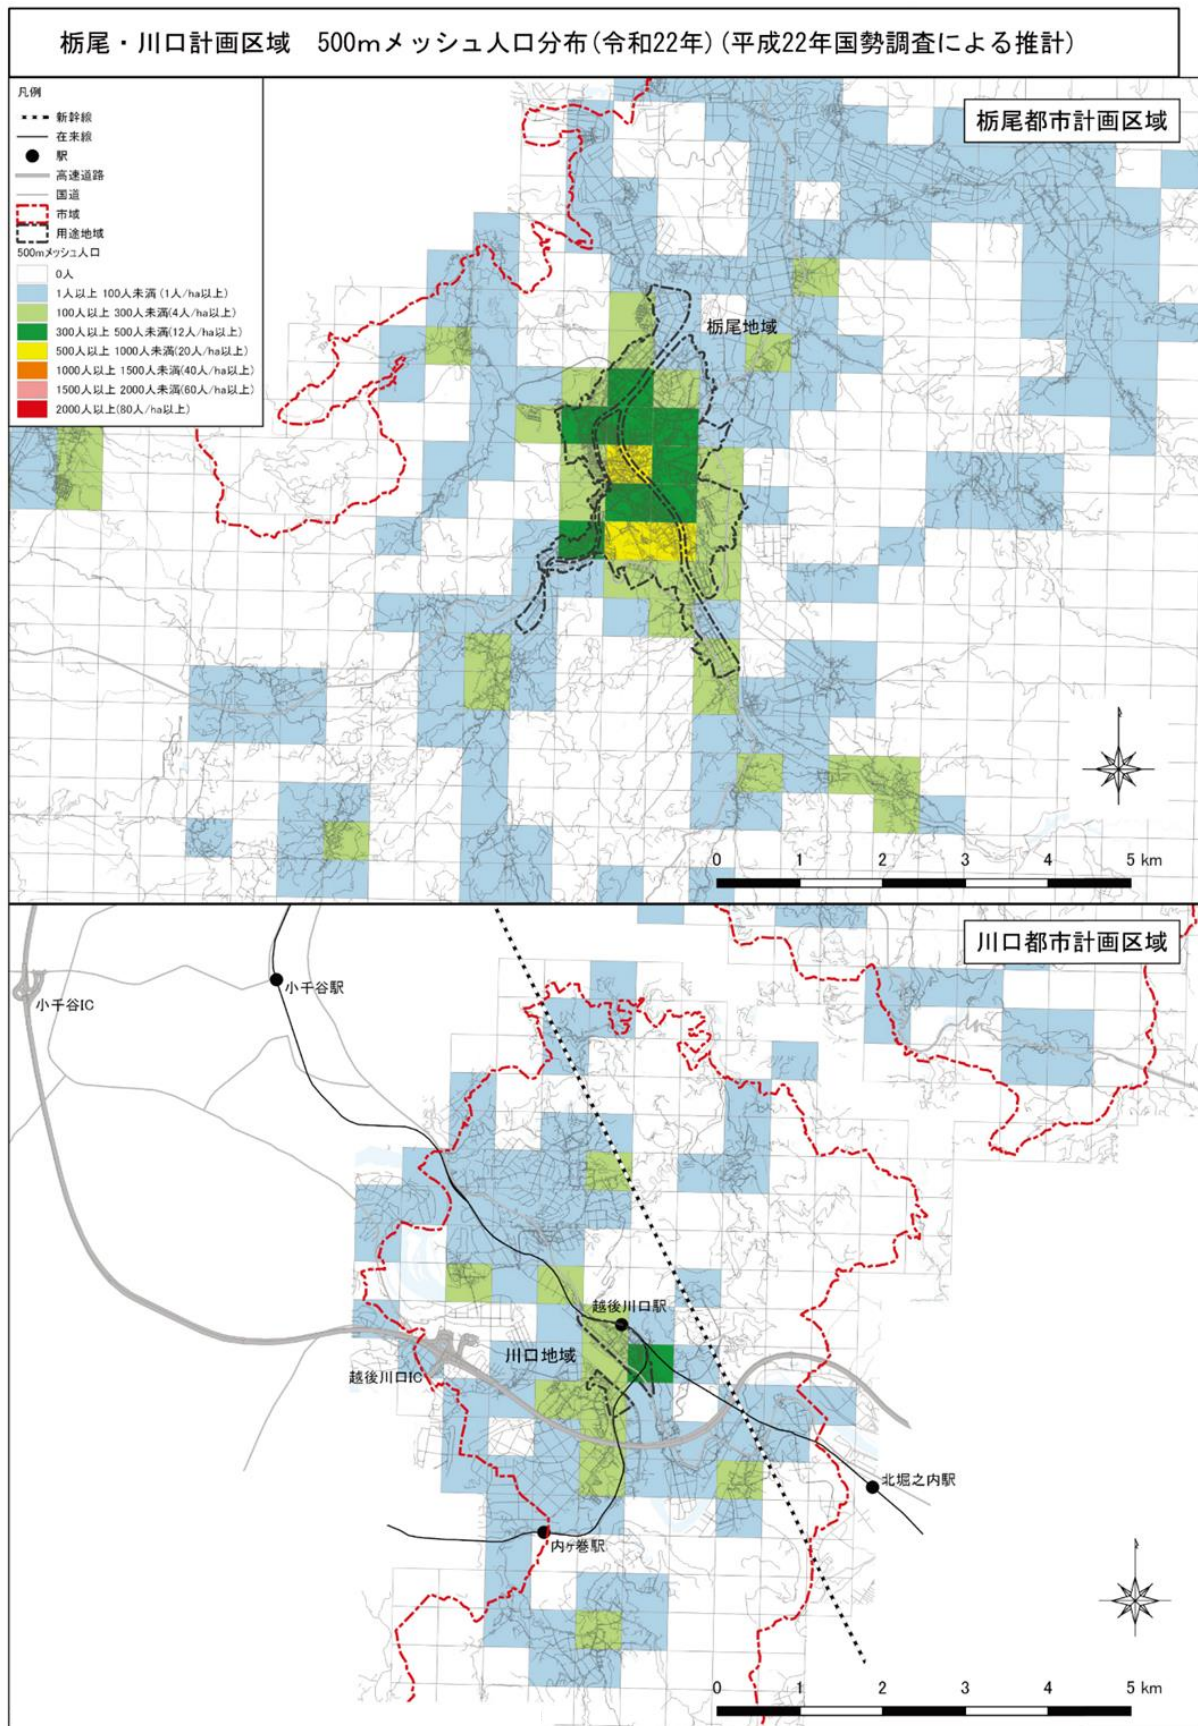 栃尾・川口計画区域　500mメッシュ人口分布(令和22年)(平成22年国勢調査による推計)
凡例
新幹線
在来線
駅
高速道路
国道
市域
用途地域
500mメッシュ人口
0人
1人以上 100人未満(1人/ha以上)
100人以上 300人未満(4人/ha以上)
300人以上 500人未満(12人/ha以上)
500人以上 1000人未満(20人/ha以上)
1000人以上 1500人未満(40人/ha以上)
1500人以上 2000人未満(60人/ha以上)
2000人以上(80人/ha以上)
栃尾都市計画区域
栃尾地域
0 1 2 3 4 5 km
川口都市計画区域
小千谷駅
小千谷IC
越後川口駅
川口地域
越後川口IC
北堀之内駅
内ヶ巻駅
0 1 2 3 4 5 km